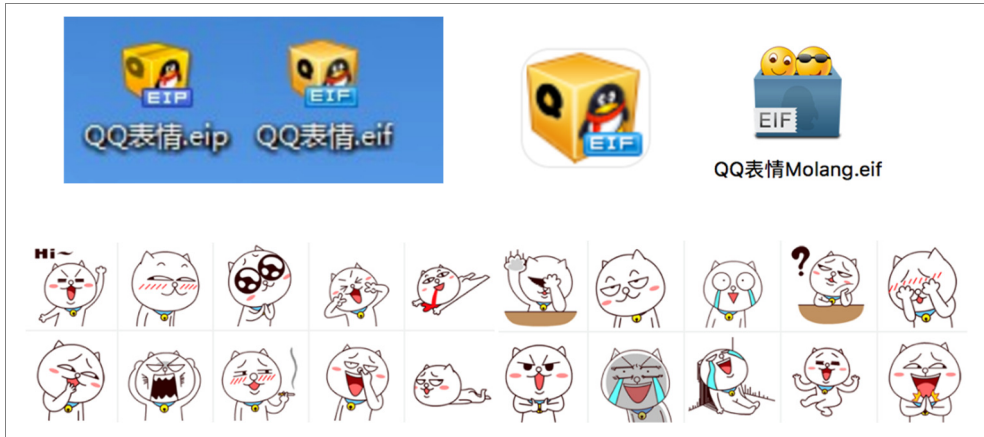 EIP
EIF
QQ表情.eip
QQ表情.eif
Q
EIF
EIF
QQ表情Molang.eif
Hi~
?